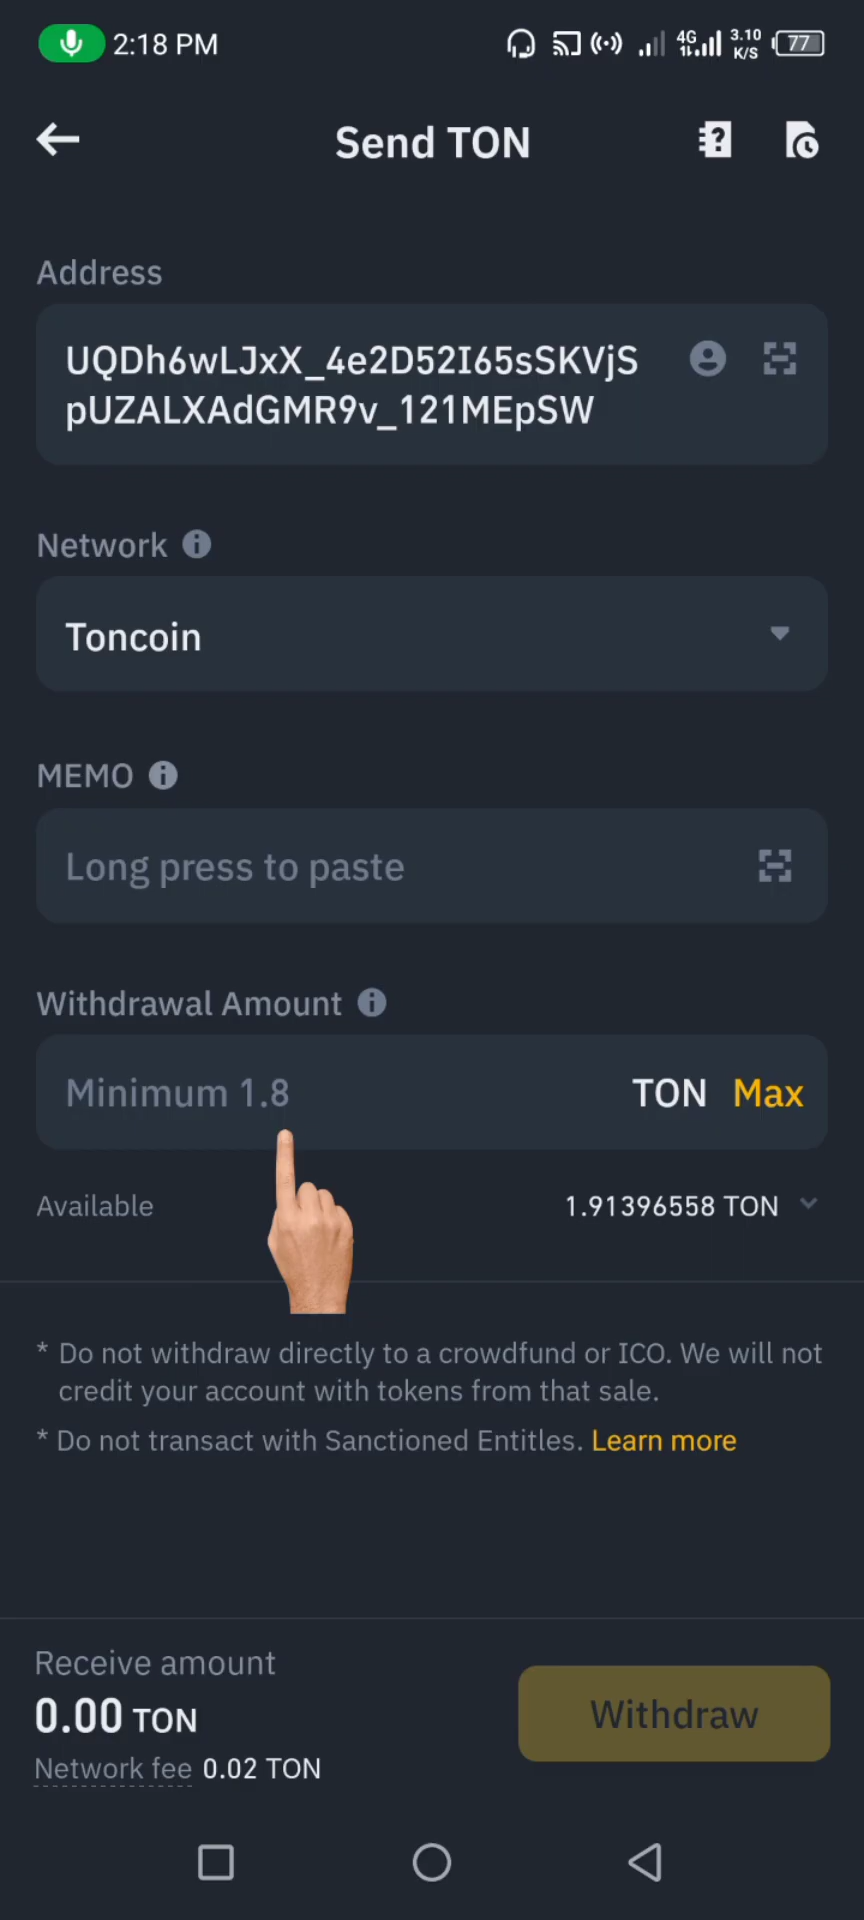 2:18 PM
4G
3.10
K/S
77
Send TON
Address
UQDh6wLJxX_4e2D52I65sSKVjS
pUZALXAdGMR9v_121MEpSW
Network
Toncoin
MEMO
Long press to paste
Withdrawal Amount
Minimum 1.8 TON Max
Available 1.91396558 TON
* Do not withdraw directly to a crowdfund or ICO. We will not
credit your account with tokens from that sale.
* Do not transact with Sanctioned Entitles. Learn more
Receive amount
0.00 TON
Withdraw
Network fee 0.02 TON